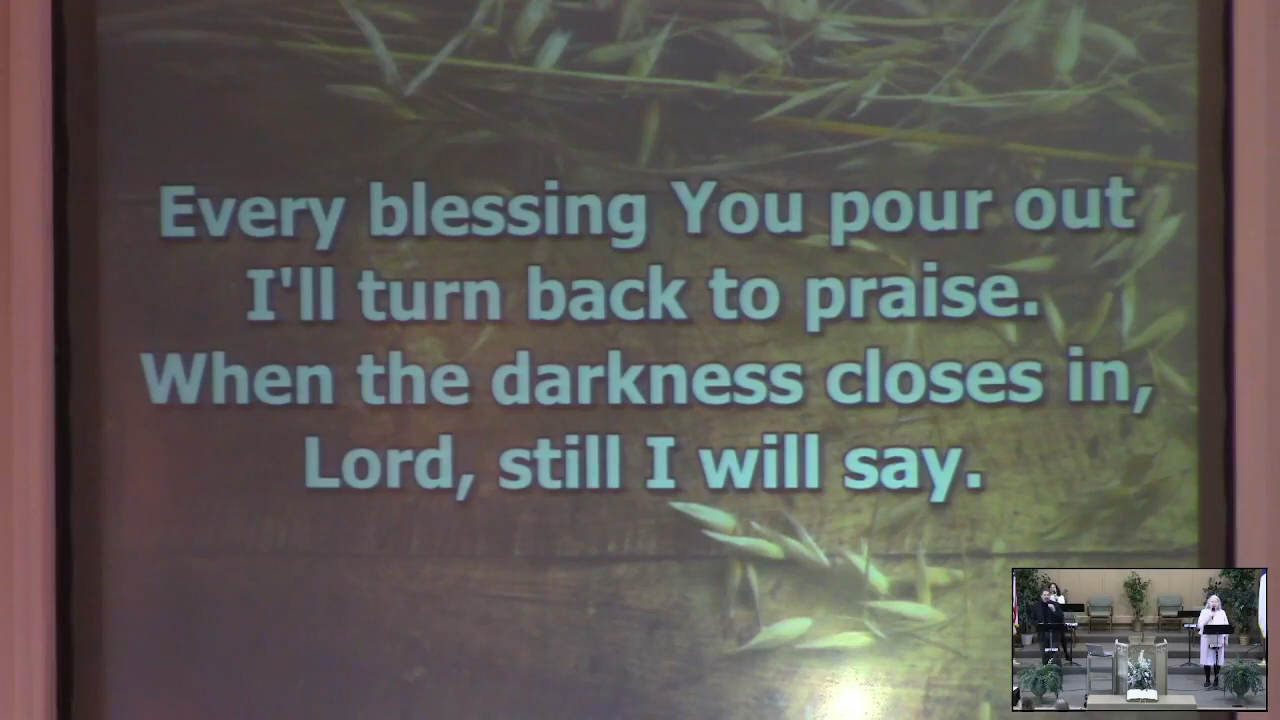 Every blessing You pour out
I'll turn back to praise.
When the darkness closes in,
Lord, still I will say.